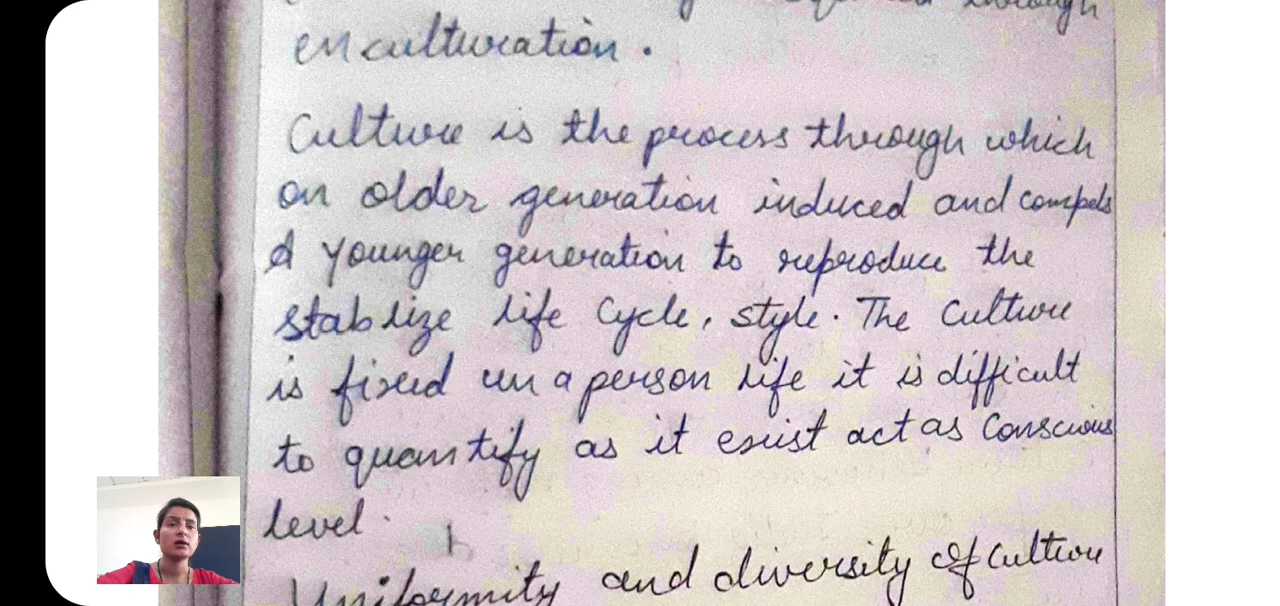 through
enculturation.
Culture is the process through which
an older generation induced and compels
A younger generation to reproduce the
stablize life cycle, style. The culture
is fixed in a person life it is difficult
to quantify as it exist act as conscious
level.
Uniformity and diversity of culture